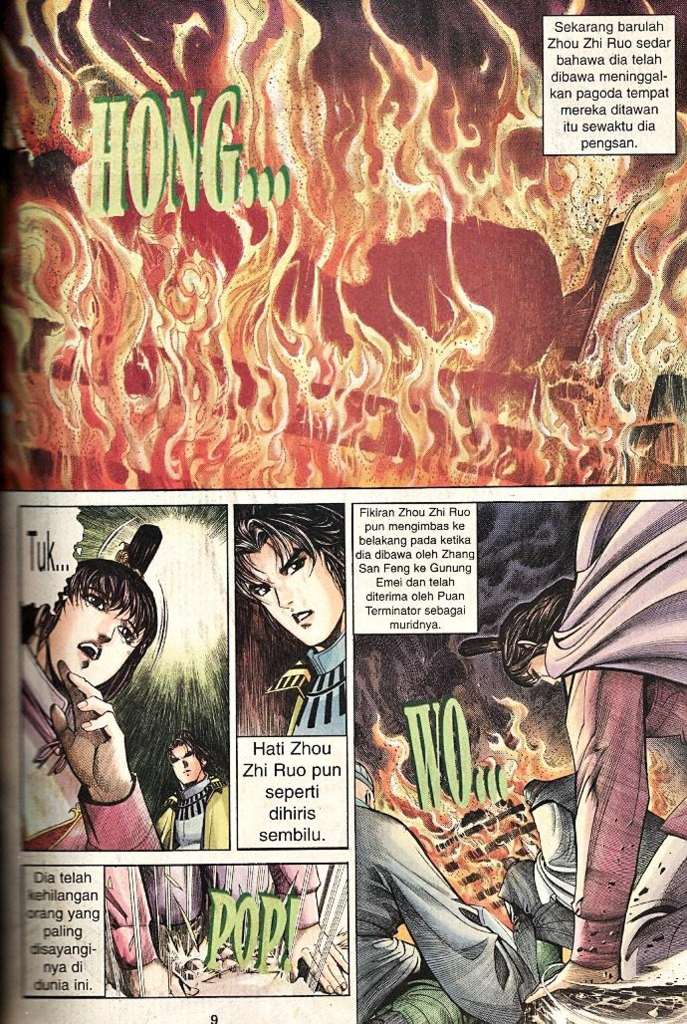 Sekarang barulah
Zhou Zhi Ruo sedar
bahawa dia telah
dibawa meninggal-
kan pagoda tempat
mereka ditawan
itu sewaktu dia
pengsan.
HONG...
Tuk...
Hati Zhou
Zhi Ruo pun
seperti
dihiris
sembilu.
Fikiran Zhou Zhi Ruo
pun mengimbas ke
belakang pada ketika
dia dibawa oleh Zhang
San Feng ke Gunung
Emei dan telah
diterima oleh Puan
Terminator sebagai
muridnya.
WO...
Dia telah
kehilangan
orang yang
paling
disayangi-
nya di
dunia ini.
POP!
9